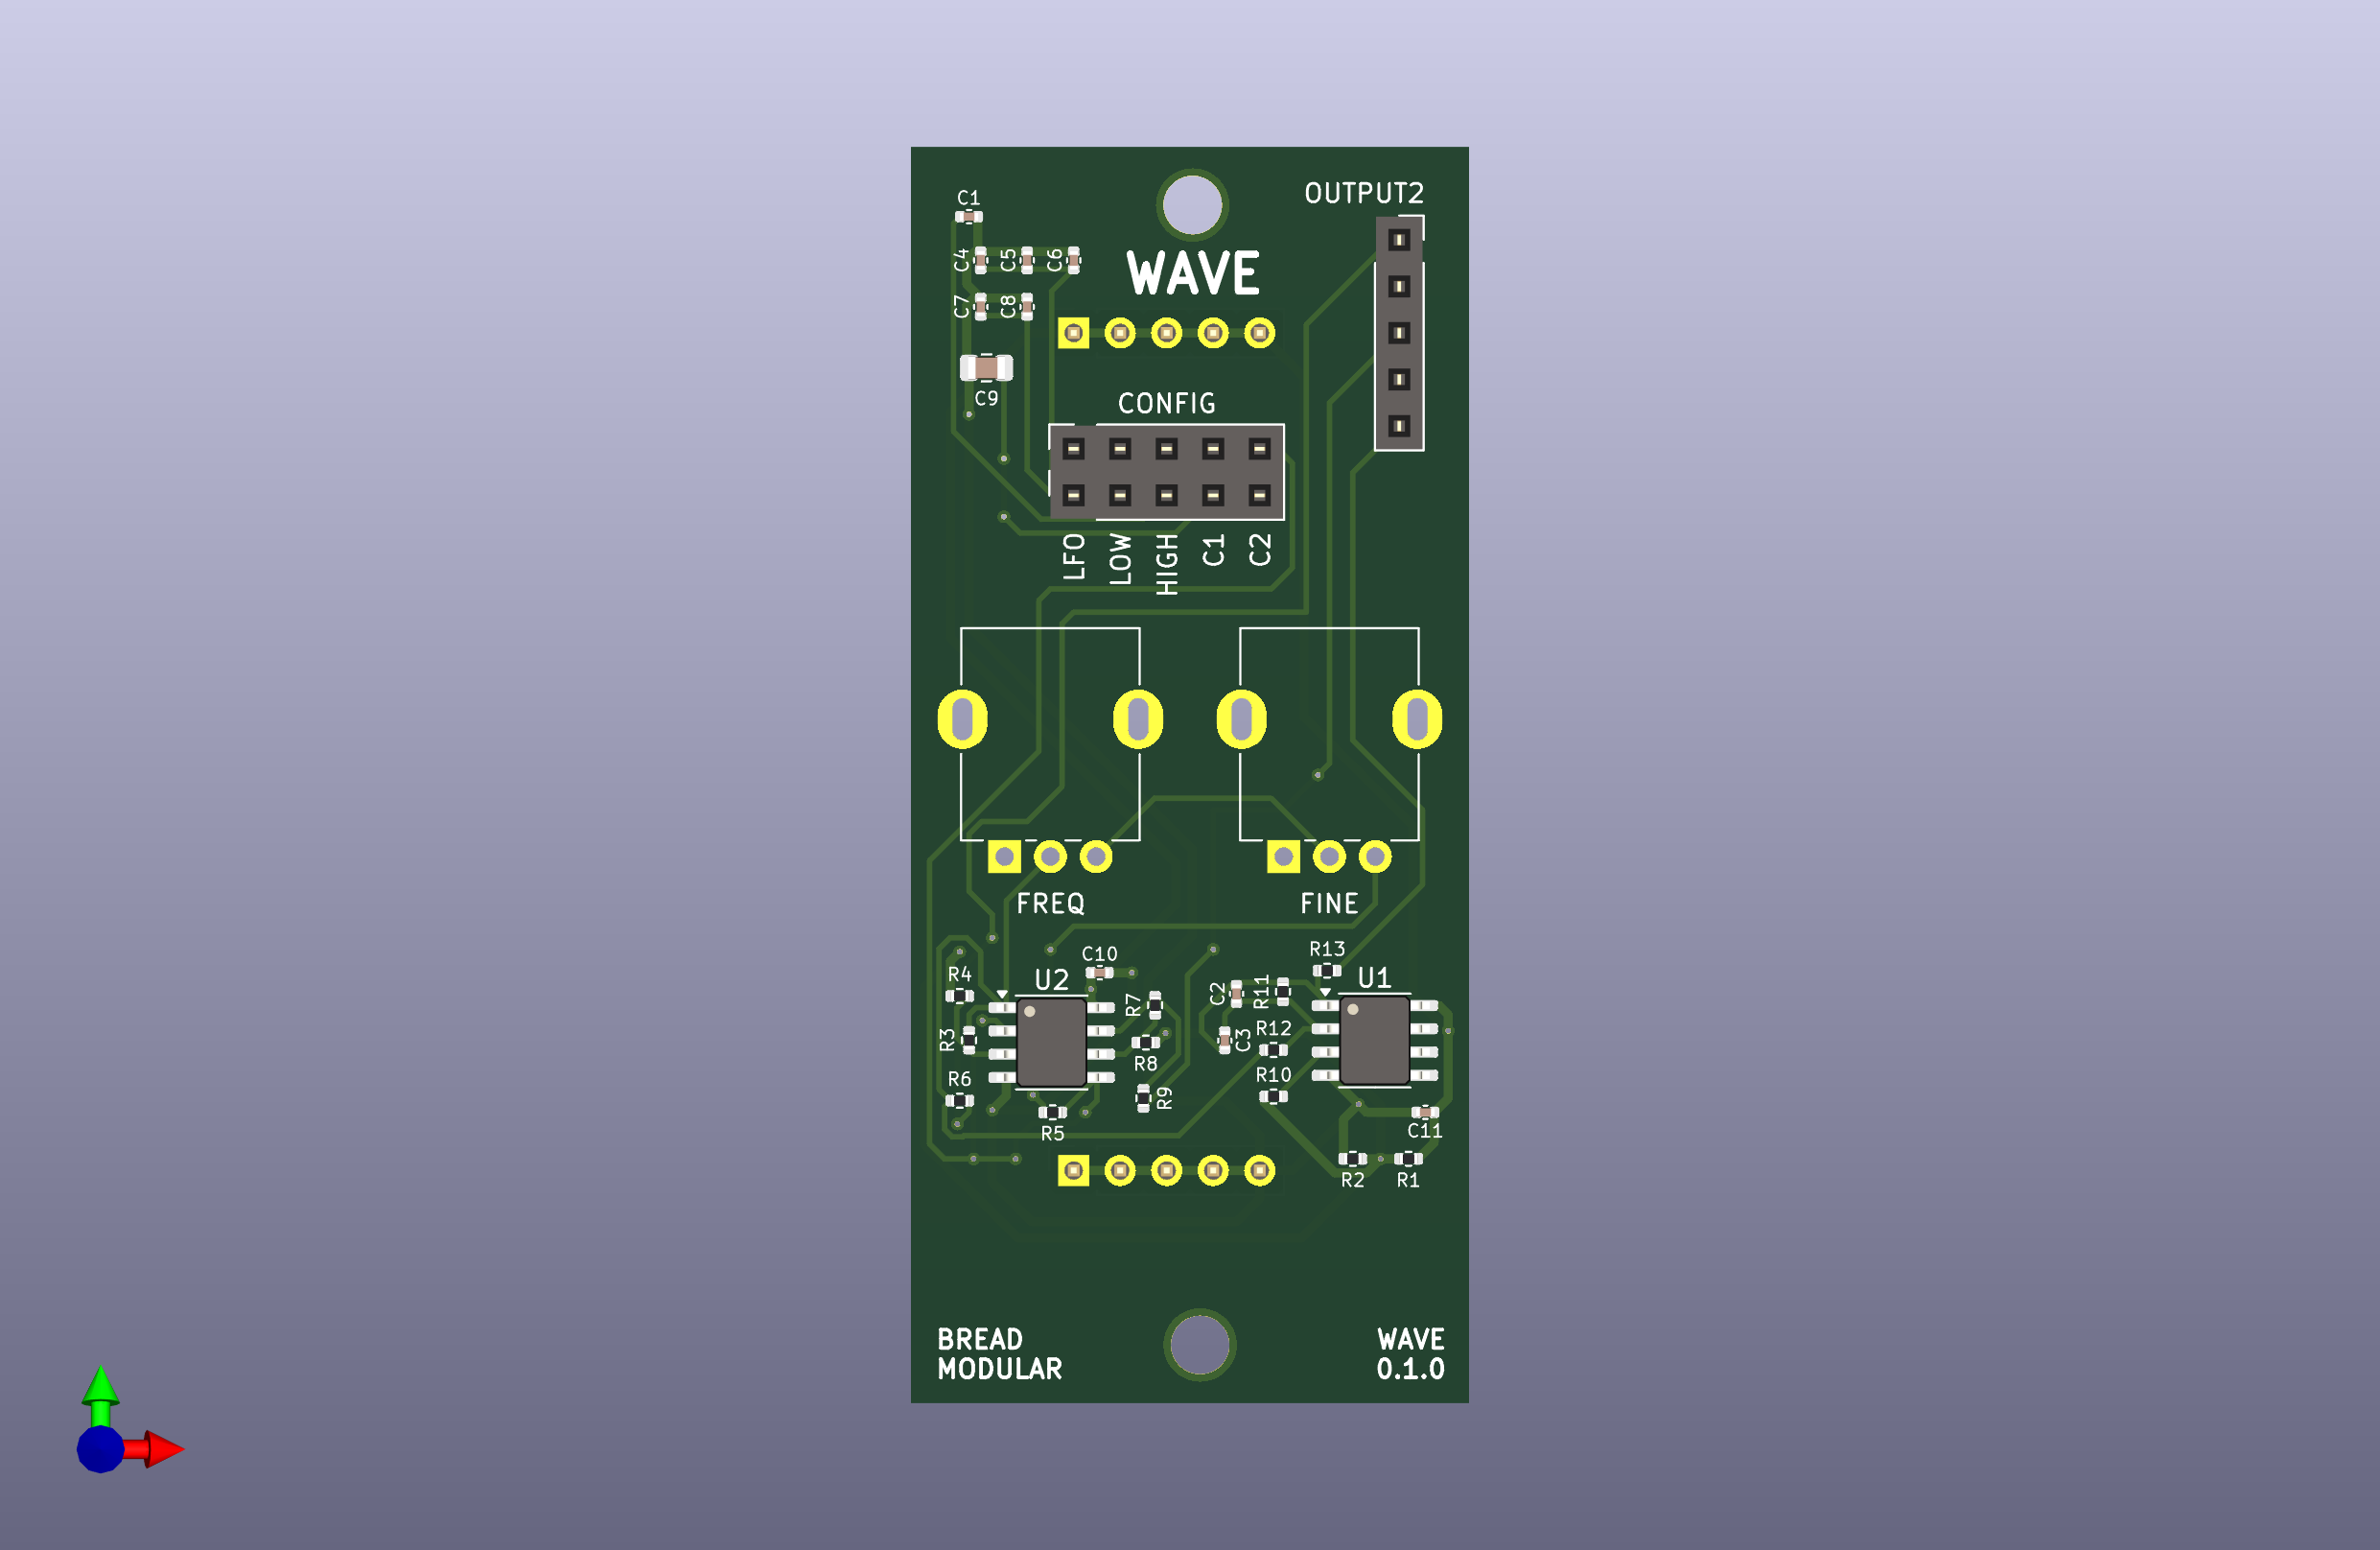 C1
OUTPUT2
C4
C5
C6
WAVE
C7
C8
C9
CONFIG
LFO
LOW
HIGH
C1
C2
FREQ
FINE
R13
C10
R4
U2
U1
C2
R11
R7
R12
R3
C3
R8
R10
R6
R9
R5
C11
R2
R1
BREAD
MODULAR
WAVE
0.1.0